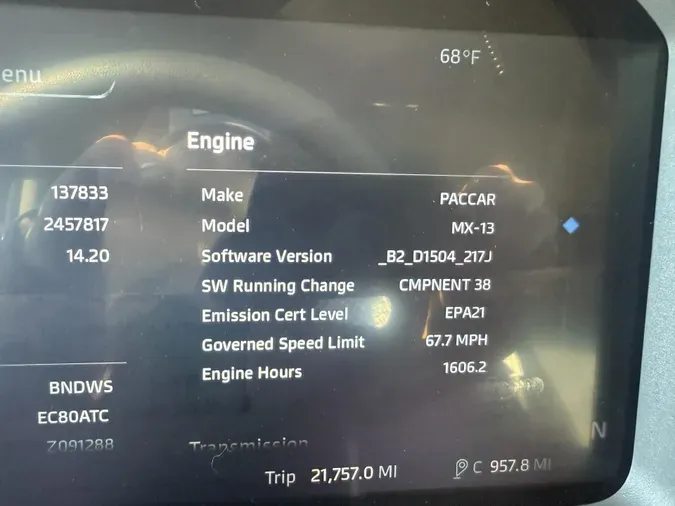 68°F
enu
Engine
137833
2457817
14.20
Make PACCAR
Model MX-13
Software Version _B2_D1504_217J
SW Running Change CMPNENT 38
Emission Cert Level EPA21
Governed Speed Limit 67.7 MPH
Engine Hours 1606.2
BNDWS
EC80ATC
Z091288
Transmission
N
Trip 21,757.0 MI
C 957.8 MI